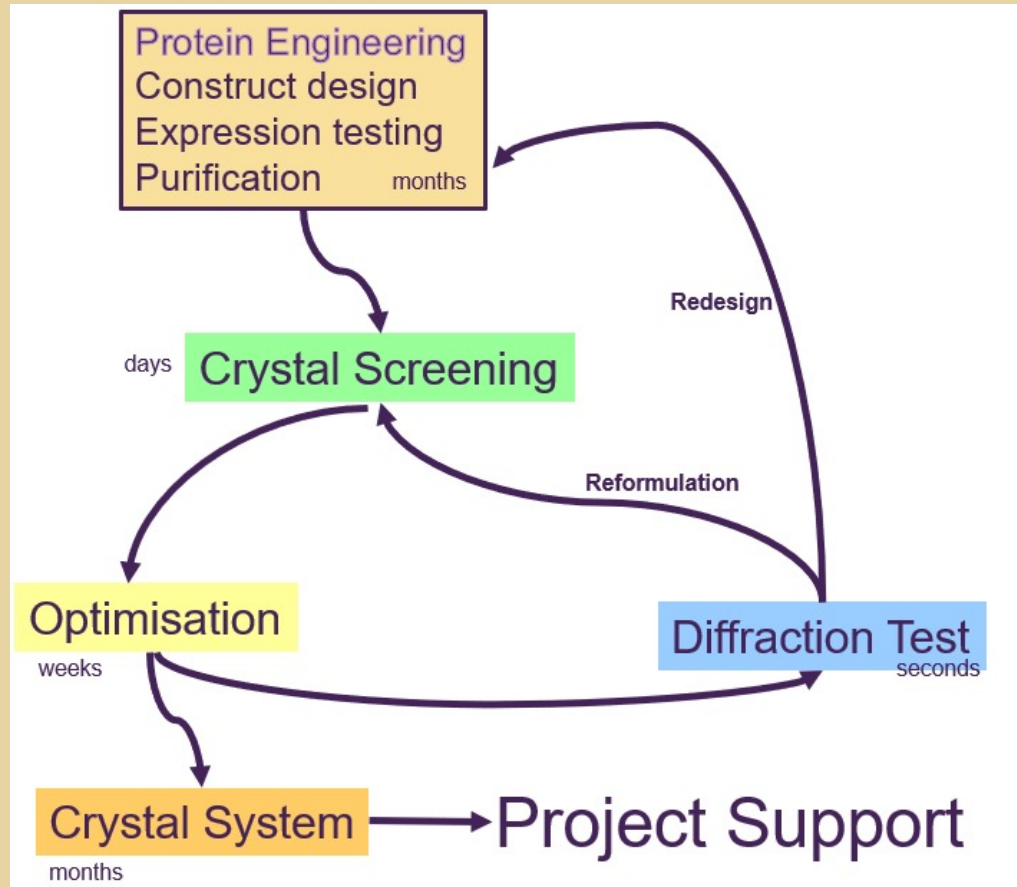 Protein Engineering
Construct design
Expression testing
Purification months
Redesign
days Crystal Screening
Reformulation
Optimisation
weeks
Diffraction Test
seconds
Crystal System
months
Project Support